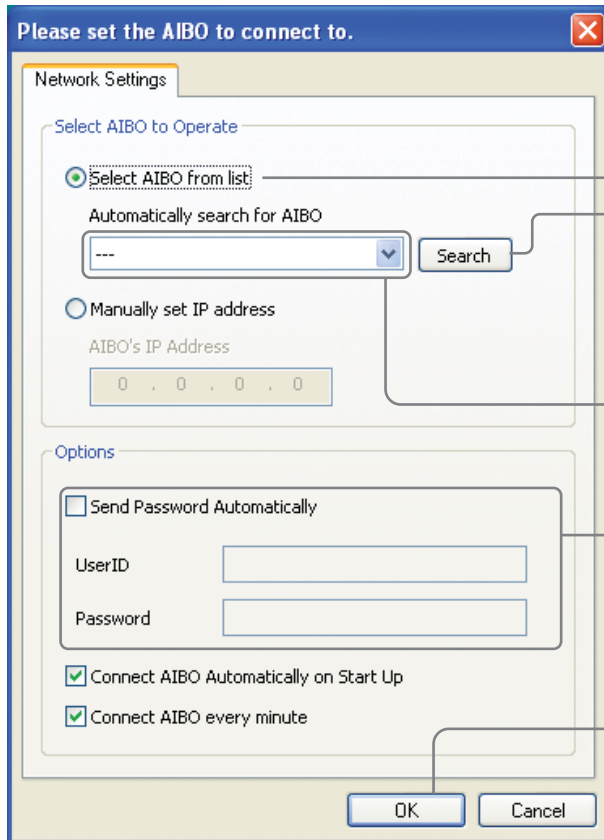 Please set the AIBO to connect to.
Network Settings
Select AIBO to Operate
Select AIBO from list
Automatically search for AIBO
---
Search
Manually set IP address
AIBO's IP Address
0 . 0 . 0 . 0
Options
Send Password Automatically
UserID
Password
Connect AIBO Automatically on Start Up
Connect AIBO every minute
OK Cancel